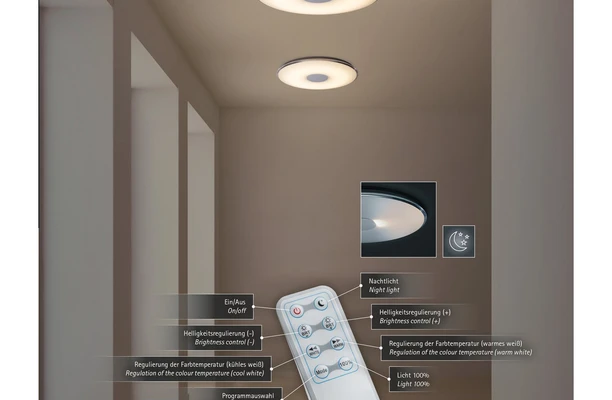 Nachtlicht
Night light
Ein/Aus
On/off
Helligkeitsregulierung (+)
Brightness control (+)
Helligkeitsregulierung (-)
Brightness control (-)
Regulierung der Farbtemperatur (warmes weiß)
Regulation of the colour temperature (warm white)
Regulierung der Farbtemperatur (kühles weiß)
Regulation of the colour temperature (cool white)
Licht 100%
Light 100%
Mode
100%
Programmauswahl